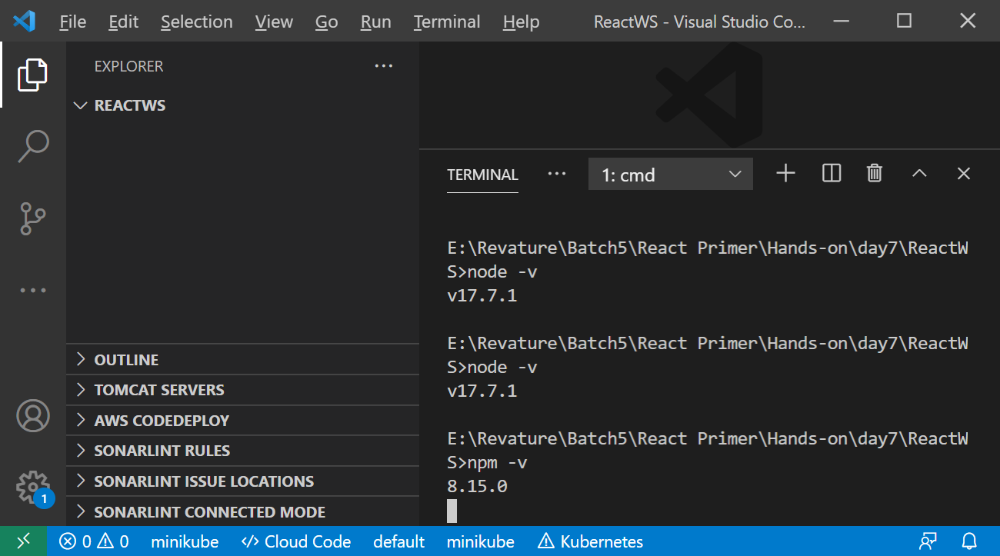 File Edit Selection View Go Run Terminal Help ReactWS - Visual Studio Co...
EXPLORER
REACTWS
OUTLINE
TOMCAT SERVERS
AWS CODEDEPLOY
SONARLINT RULES
SONARLINT ISSUE LOCATIONS
SONARLINT CONNECTED MODE
1
TERMINAL 1: cmd
E:\Revature\Batch5\React Primer\Hands-on\day7\ReactW
S>node -v
v17.7.1
E:\Revature\Batch5\React Primer\Hands-on\day7\ReactW
S>node -v
v17.7.1
E:\Revature\Batch5\React Primer\Hands-on\day7\ReactW
S>npm -v
8.15.0
0 0 minikube Cloud Code default minikube Kubernetes